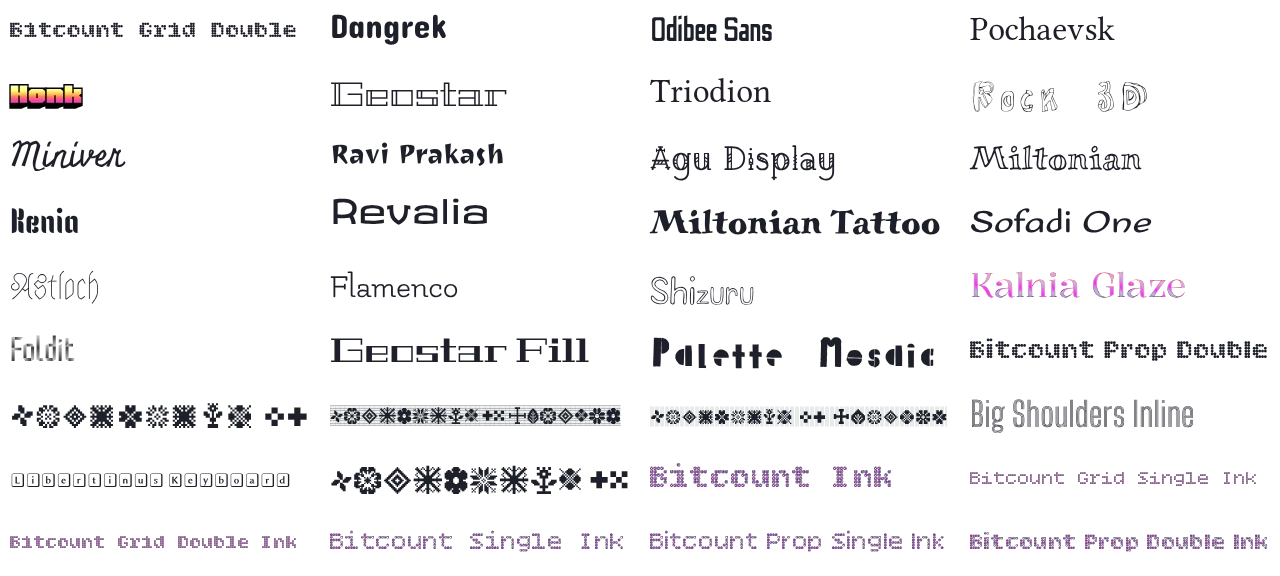 Bitcount Grid Double Dangrek Odibee Sans Pochaevsk
Honk Geostar Triodion Rock 3D
Miniver Ravi Prakash Agu Display Miltonian
Kenia Revalia Miltonian Tattoo Sofadi One
Astloch Flamenco Shizuru Kalnia Glaze
Foldit Geostar Fill Palette Mosaic Bitcount Prop Double
Big Shoulders Inline
Libertinus Keyboard Bitcount Ink Bitcount Grid Single Ink
Bitcount Grid Double Ink Bitcount Single Ink Bitcount Prop Single Ink Bitcount Prop Double Ink